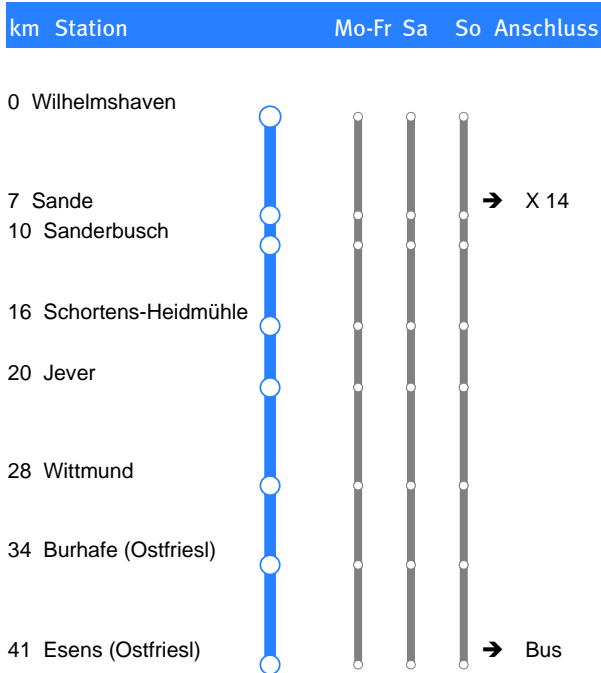 km Station Mo-Fr Sa So Anschluss
0 Wilhelmshaven
7 Sande ➔ X 14
10 Sanderbusch
16 Schortens-Heidmühle
20 Jever
28 Wittmund
34 Burhafe (Ostfriesl)
41 Esens (Ostfriesl) ➔ Bus